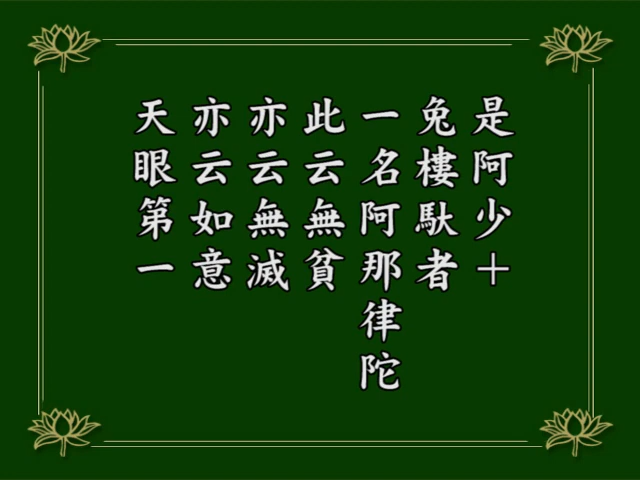 是阿少＋
兔樓馱者
一名阿那律陀
此云無貧
亦云無滅
亦云如意
天眼第一